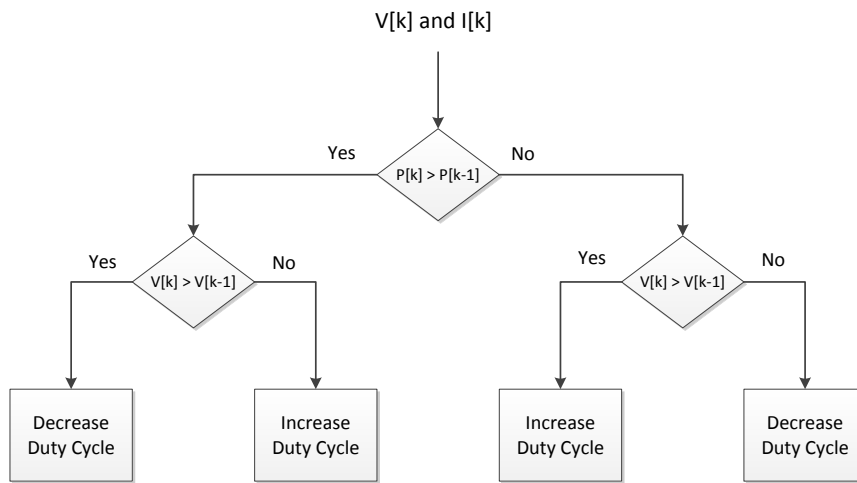 V[k] and I[k]
Yes
No
P[k] > P[k-1]
Yes
No
V[k] > V[k-1]
Yes
No
V[k] > V[k-1]
Decrease
Duty Cycle
Increase
Duty Cycle
Increase
Duty Cycle
Decrease
Duty Cycle